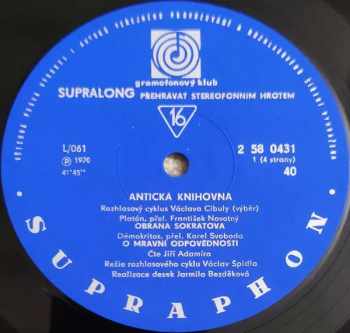 gramofonový klub
SUPRALONG PŘEHRÁVAT STEREOFONNÍM HROTEM
16
L/061
Ⓟ 1970
41'45"
2 58 0431
1 (4 strany)
40
ANTICKÁ KNIHOVNA
Rozhlasový cyklus Václava Cibuly (výběr)
Platón, přel. František Novotný
OBRANA SOKRATOVA
Démokritos, přel. Karel Svoboda
O MRAVNÍ ODPOVĚDNOSTI
Čte Jiří Adamíra
Režie rozhlasového cyklu Václav Špidla
Realizace desek Jarmila Bezděková
SUPRAPHON